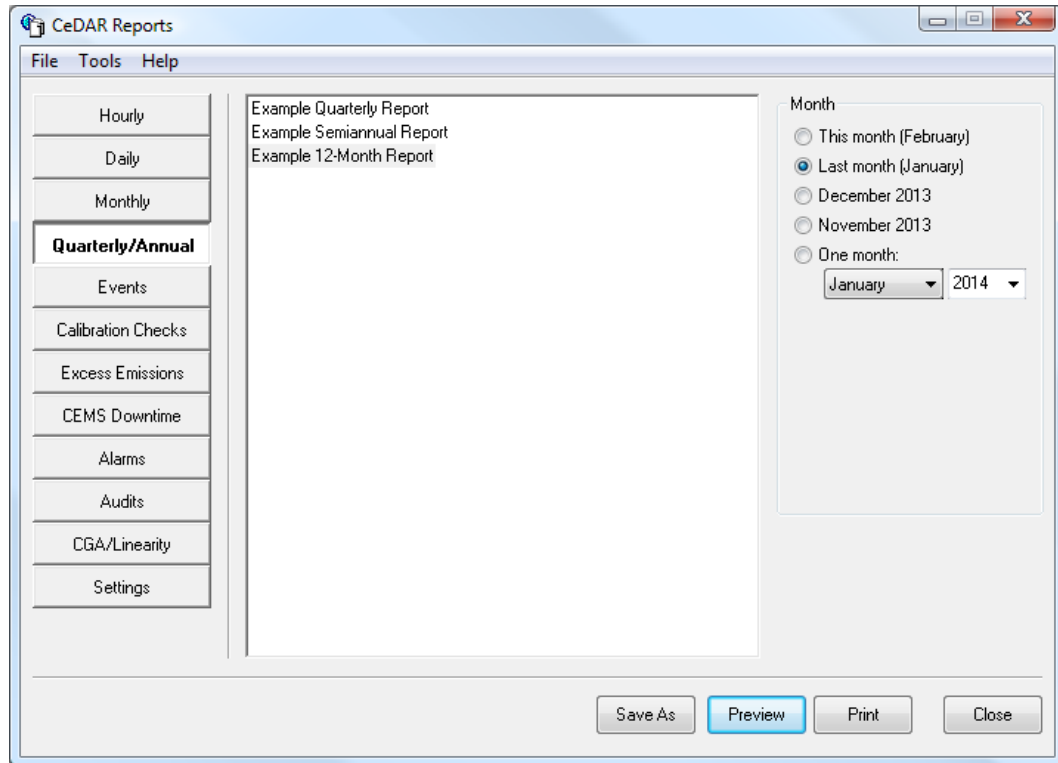 CeDAR Reports
File Tools Help
Hourly
Daily
Monthly
Quarterly/Annual
Events
Calibration Checks
Excess Emissions
CEMS Downtime
Alarms
Audits
CGA/Linearity
Settings
Example Quarterly Report
Example Semiannual Report
Example 12-Month Report
Month
This month (February)
Last month (January)
December 2013
November 2013
One month:
January 2014
Save As Preview Print Close